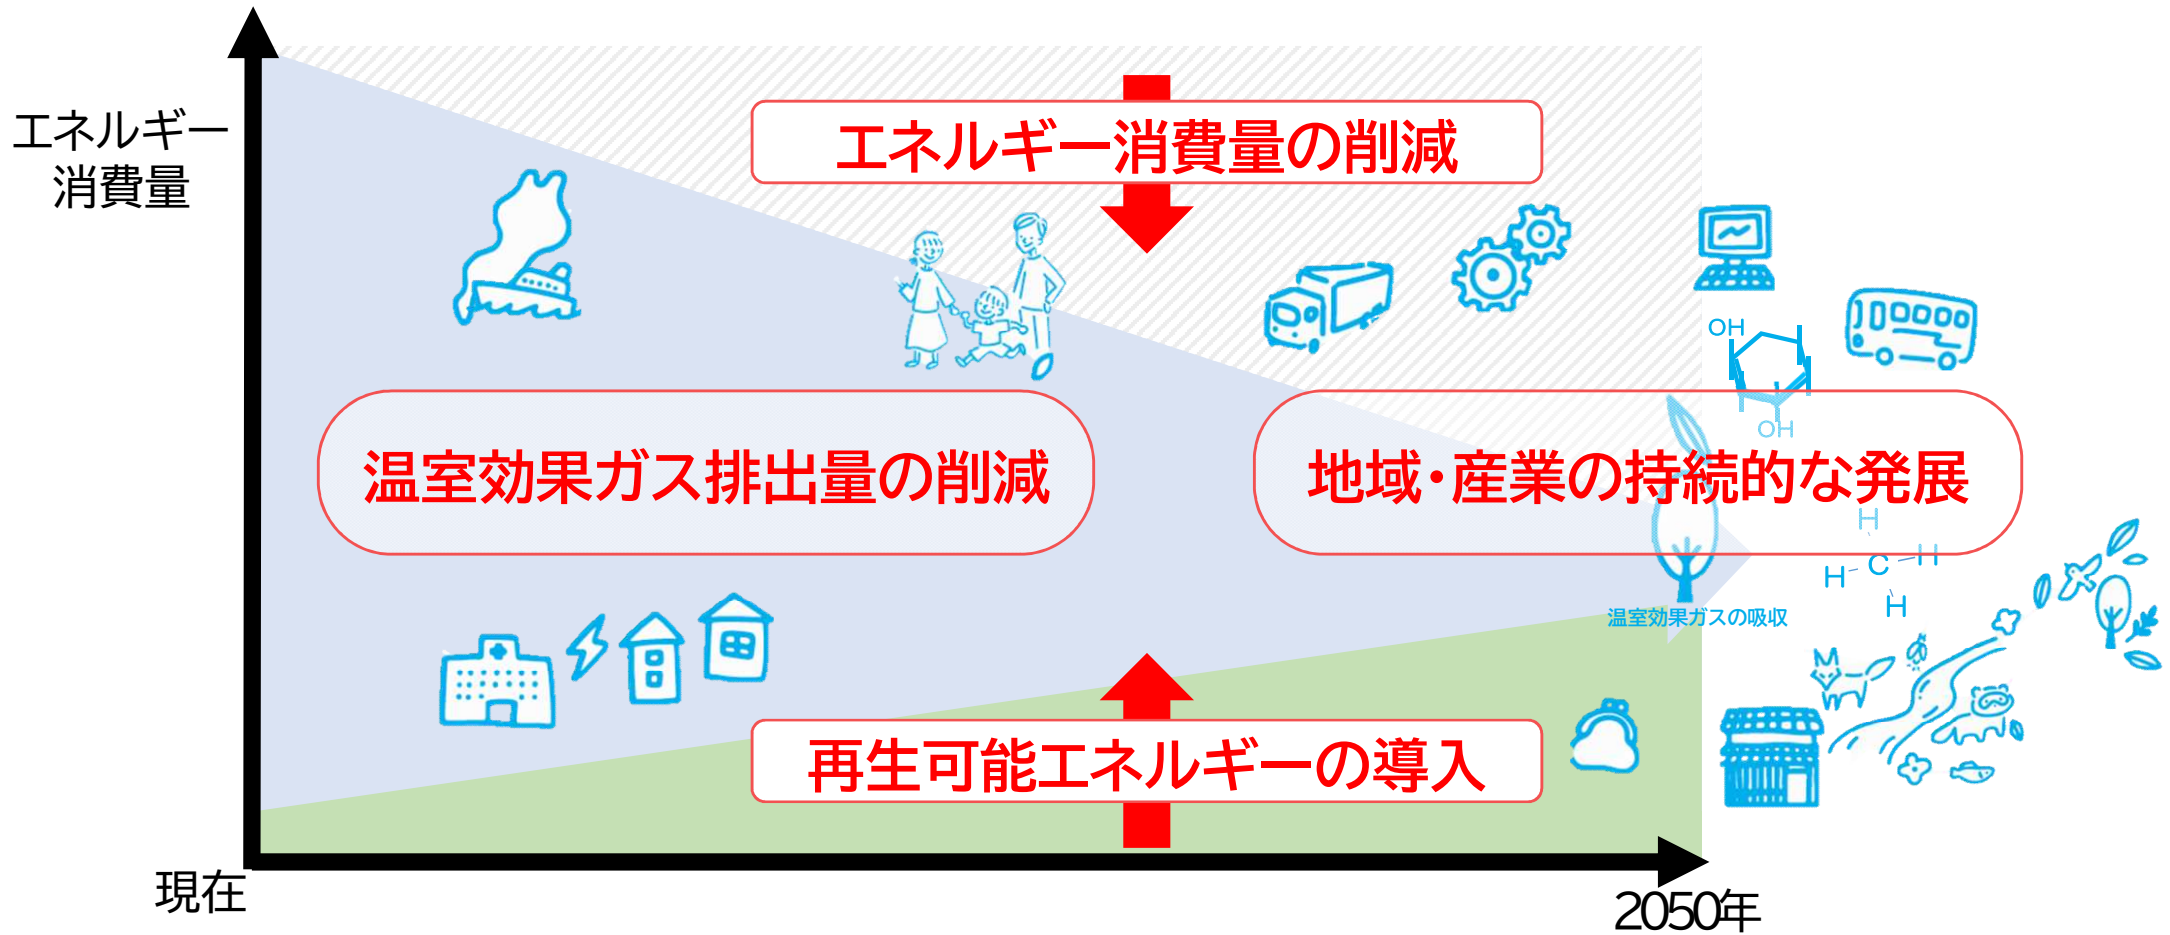 エネルギー
消費量
エネルギー消費量の削減
OH
OH
温室効果ガス排出量の削減
地域・産業の持続的な発展
H
H
C
H
H
温室効果ガスの吸収
再生可能エネルギーの導入
現在
2050年